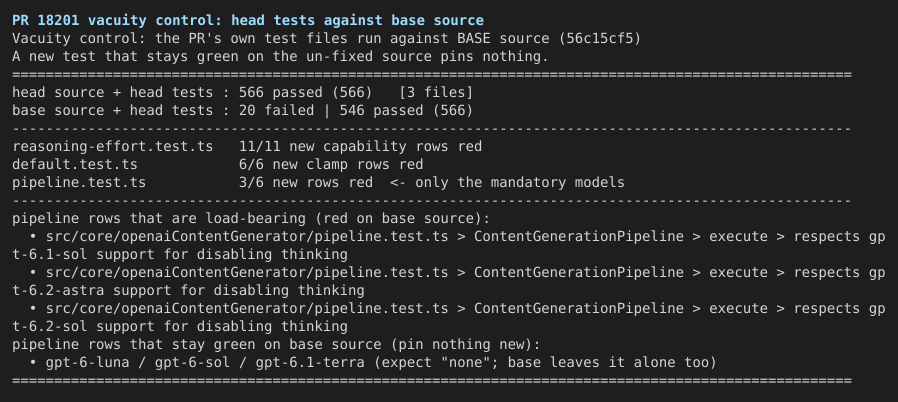 PR 18201 vacuity control: head tests against base source
Vacuity control: the PR's own test files run against BASE source (56c15cf5)
A new test that stays green on the un-fixed source pins nothing.
================================================================================================
head source + head tests : 566 passed (566)   [3 files]
base source + head tests : 20 failed | 546 passed (566)
------------------------------------------------------------------------------------------------
reasoning-effort.test.ts   11/11 new capability rows red
default.test.ts            6/6 new clamp rows red
pipeline.test.ts           3/6 new rows red  <- only the mandatory models
------------------------------------------------------------------------------------------------
pipeline rows that are load-bearing (red on base source):
  • src/core/openaiContentGenerator/pipeline.test.ts > ContentGenerationPipeline > execute > respects gp
t-6.1-sol support for disabling thinking
  • src/core/openaiContentGenerator/pipeline.test.ts > ContentGenerationPipeline > execute > respects gp
t-6.2-astra support for disabling thinking
  • src/core/openaiContentGenerator/pipeline.test.ts > ContentGenerationPipeline > execute > respects gp
t-6.2-sol support for disabling thinking
pipeline rows that stay green on base source (pin nothing new):
  • gpt-6-luna / gpt-6-sol / gpt-6.1-terra (expect "none"; base leaves it alone too)
================================================================================================